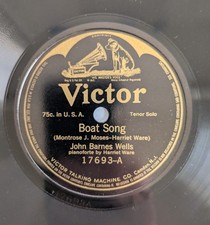 Victor
75c. in U.S.A. Tenor Solo
Boat Song
(Montrose J. Moses-Harriet Ware)
John Barnes Wells
pianoforte by Harriet Ware
17693-A
VICTOR TALKING MACHINE CO.